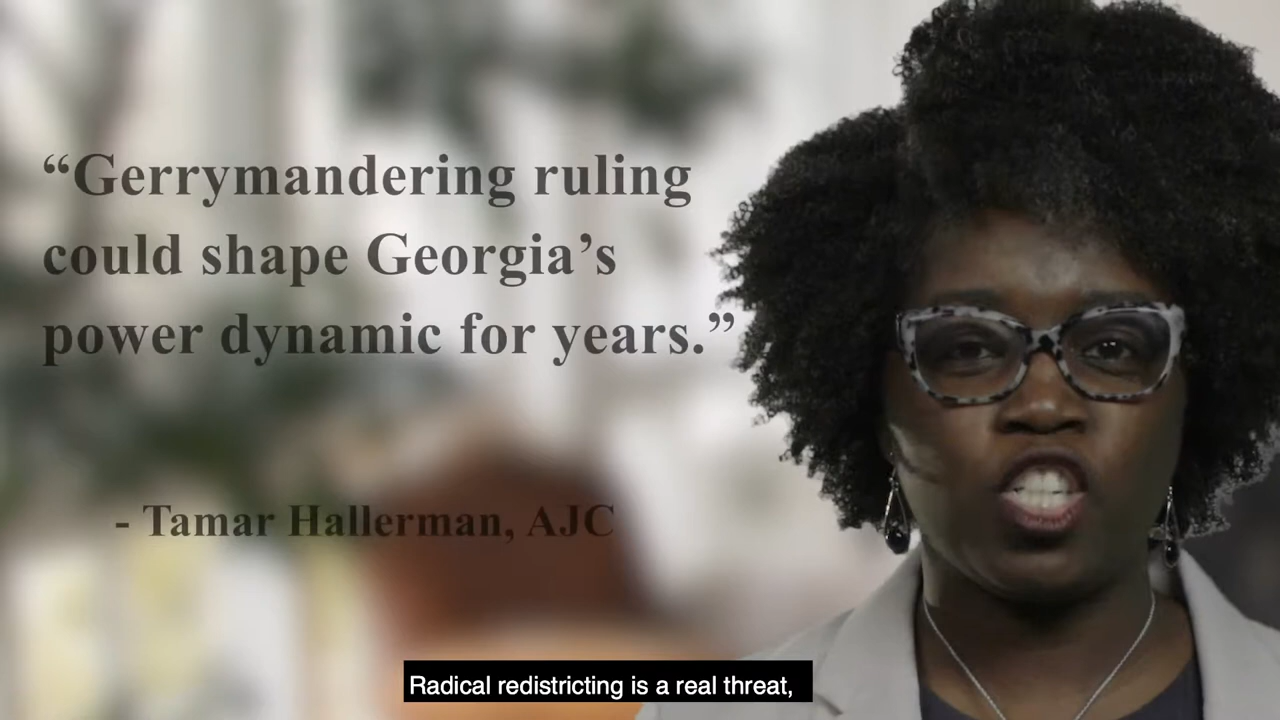 “Gerrymandering ruling
could shape Georgia’s
power dynamic for years.”
- Tamar Hallerman, AJC
Radical redistricting is a real threat,